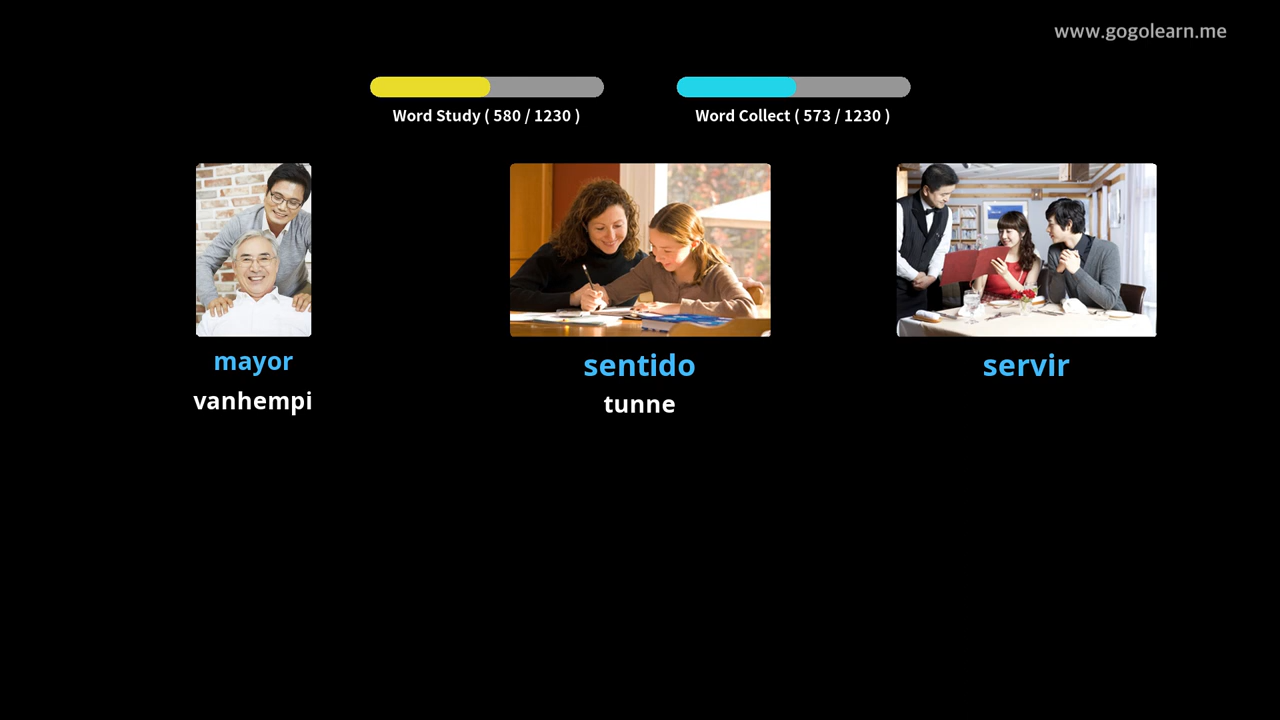 www.gogolearn.me
Word Study ( 580 / 1230 )
Word Collect ( 573 / 1230 )
mayor
vanhempi
sentido
tunne
servir